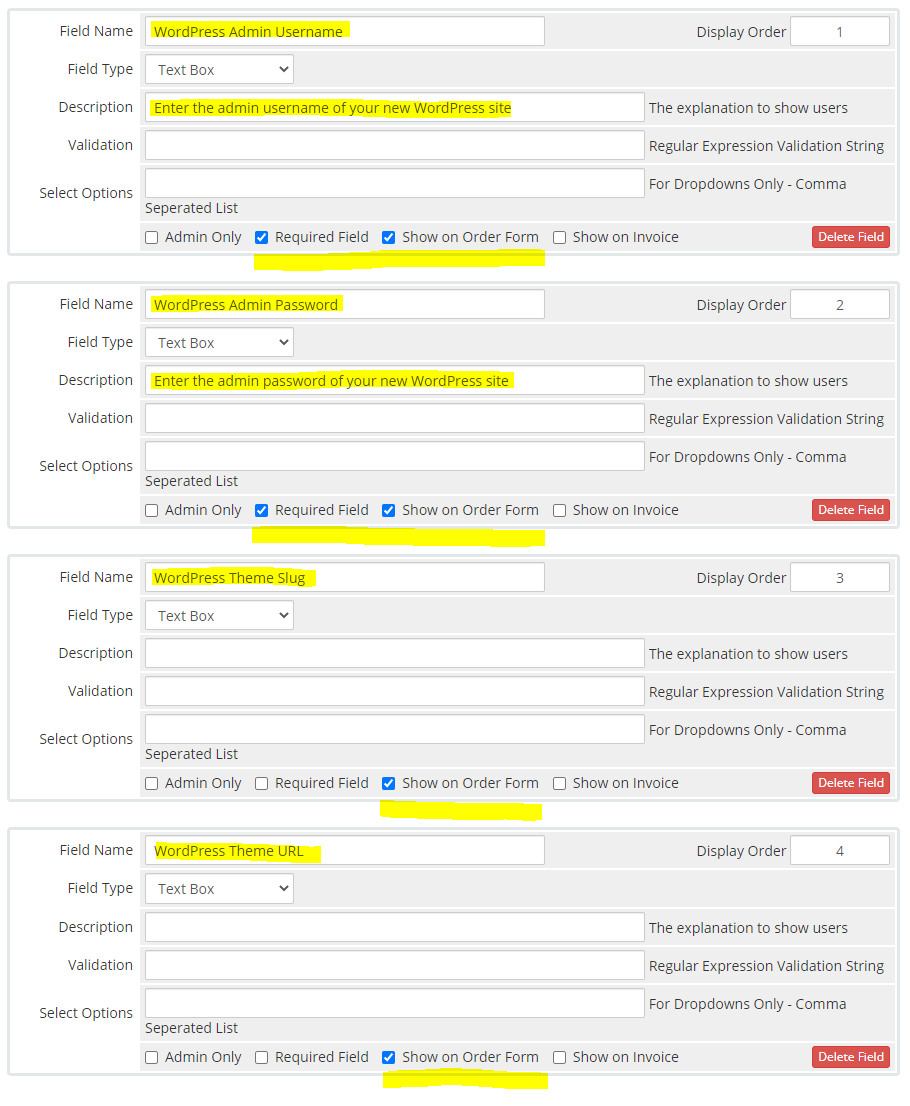 Field Name WordPress Admin Username Display Order 1
Field Type Text Box
Description Enter the admin username of your new WordPress site The explanation to show users
Validation Regular Expression Validation String
Select Options For Dropdowns Only - Comma
Seperated List
Admin Only Required Field Show on Order Form Show on Invoice Delete Field
Field Name WordPress Admin Password Display Order 2
Field Type Text Box
Description Enter the admin password of your new WordPress site The explanation to show users
Validation Regular Expression Validation String
Select Options For Dropdowns Only - Comma
Seperated List
Admin Only Required Field Show on Order Form Show on Invoice Delete Field
Field Name WordPress Theme Slug Display Order 3
Field Type Text Box
Description The explanation to show users
Validation Regular Expression Validation String
Select Options For Dropdowns Only - Comma
Seperated List
Admin Only Required Field Show on Order Form Show on Invoice Delete Field
Field Name WordPress Theme URL Display Order 4
Field Type Text Box
Description The explanation to show users
Validation Regular Expression Validation String
Select Options For Dropdowns Only - Comma
Seperated List
Admin Only Required Field Show on Order Form Show on Invoice Delete Field